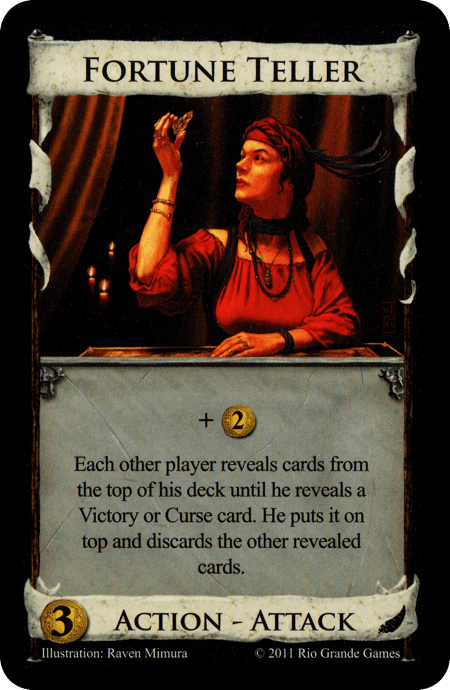 FORTUNE TELLER
+ 2
Each other player reveals cards from
the top of his deck until he reveals a
Victory or Curse card. He puts it on
top and discards the other revealed
cards.
3 ACTION - ATTACK
Illustration: Raven Mimura © 2011 Rio Grande Games